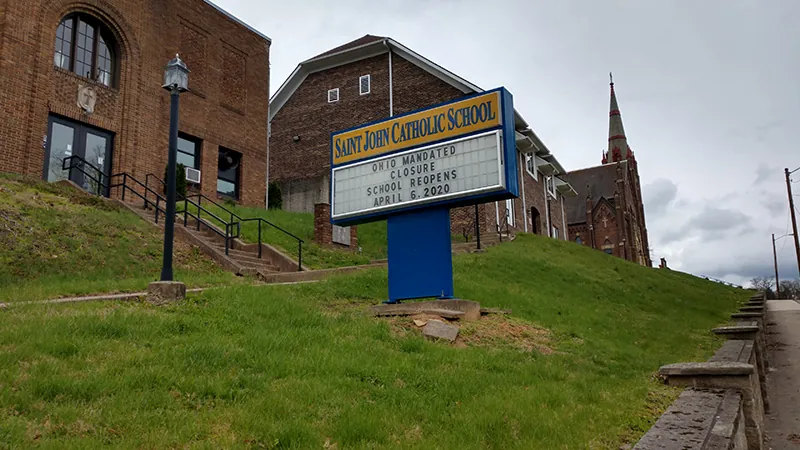 SAINT JOHN CATHOLIC SCHOOL
OHIO MANDATED
CLOSURE
SCHOOL REOPENS
APRIL 6.2020